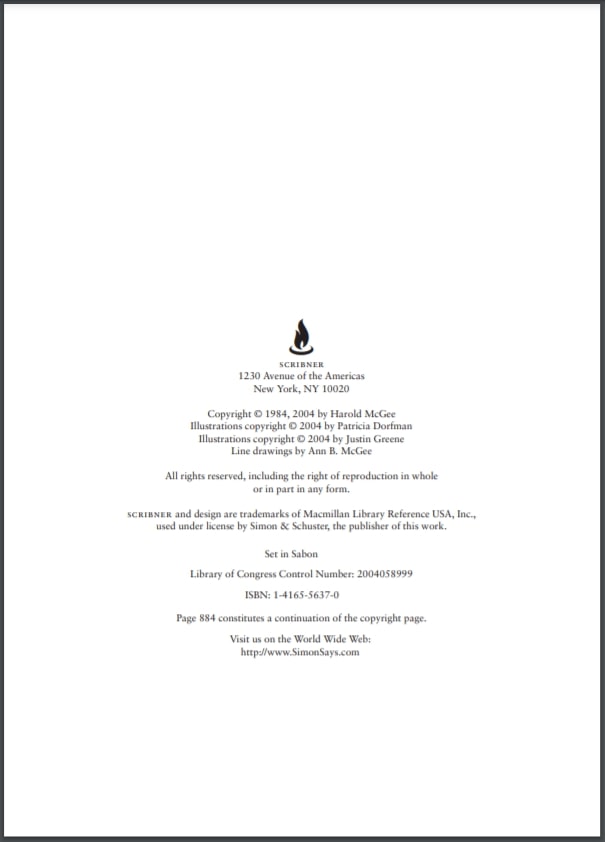 SCRIBNER
1230 Avenue of the Americas
New York, NY 10020
Copyright © 1984, 2004 by Harold McGee
Illustrations copyright © 2004 by Patricia Dorfman
Illustrations copyright © 2004 by Justin Greene
Line drawings by Ann B. McGee
All rights reserved, including the right of reproduction in whole
or in part in any form.
SCRIBNER and design are trademarks of Macmillan Library Reference USA, Inc.,
used under license by Simon & Schuster, the publisher of this work.
Set in Sabon
Library of Congress Control Number: 2004058999
ISBN: 1-4165-5637-0
Page 884 constitutes a continuation of the copyright page.
Visit us on the World Wide Web:
http://www.SimonSays.com